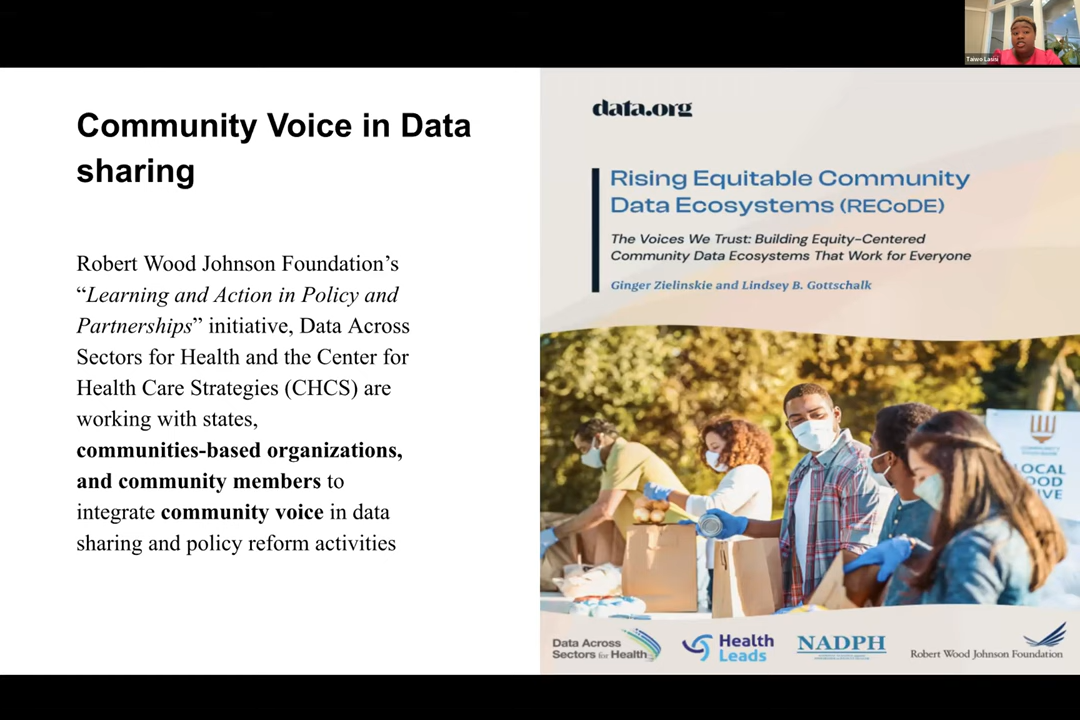 Taiwo Lasisi
Community Voice in Data
sharing
Robert Wood Johnson Foundation’s
“Learning and Action in Policy and
Partnerships” initiative, Data Across
Sectors for Health and the Center for
Health Care Strategies (CHCS) are
working with states,
communities-based organizations,
and community members to
integrate community voice in data
sharing and policy reform activities
data.org
Rising Equitable Community
Data Ecosystems (RECoDE)
The Voices We Trust: Building Equity-Centered
Community Data Ecosystems That Work for Everyone
Ginger Zielinskie and Lindsey B. Gottschalk
Data Across
Sectors for Health
Health
Leads
NADPH
Robert Wood Johnson Foundation